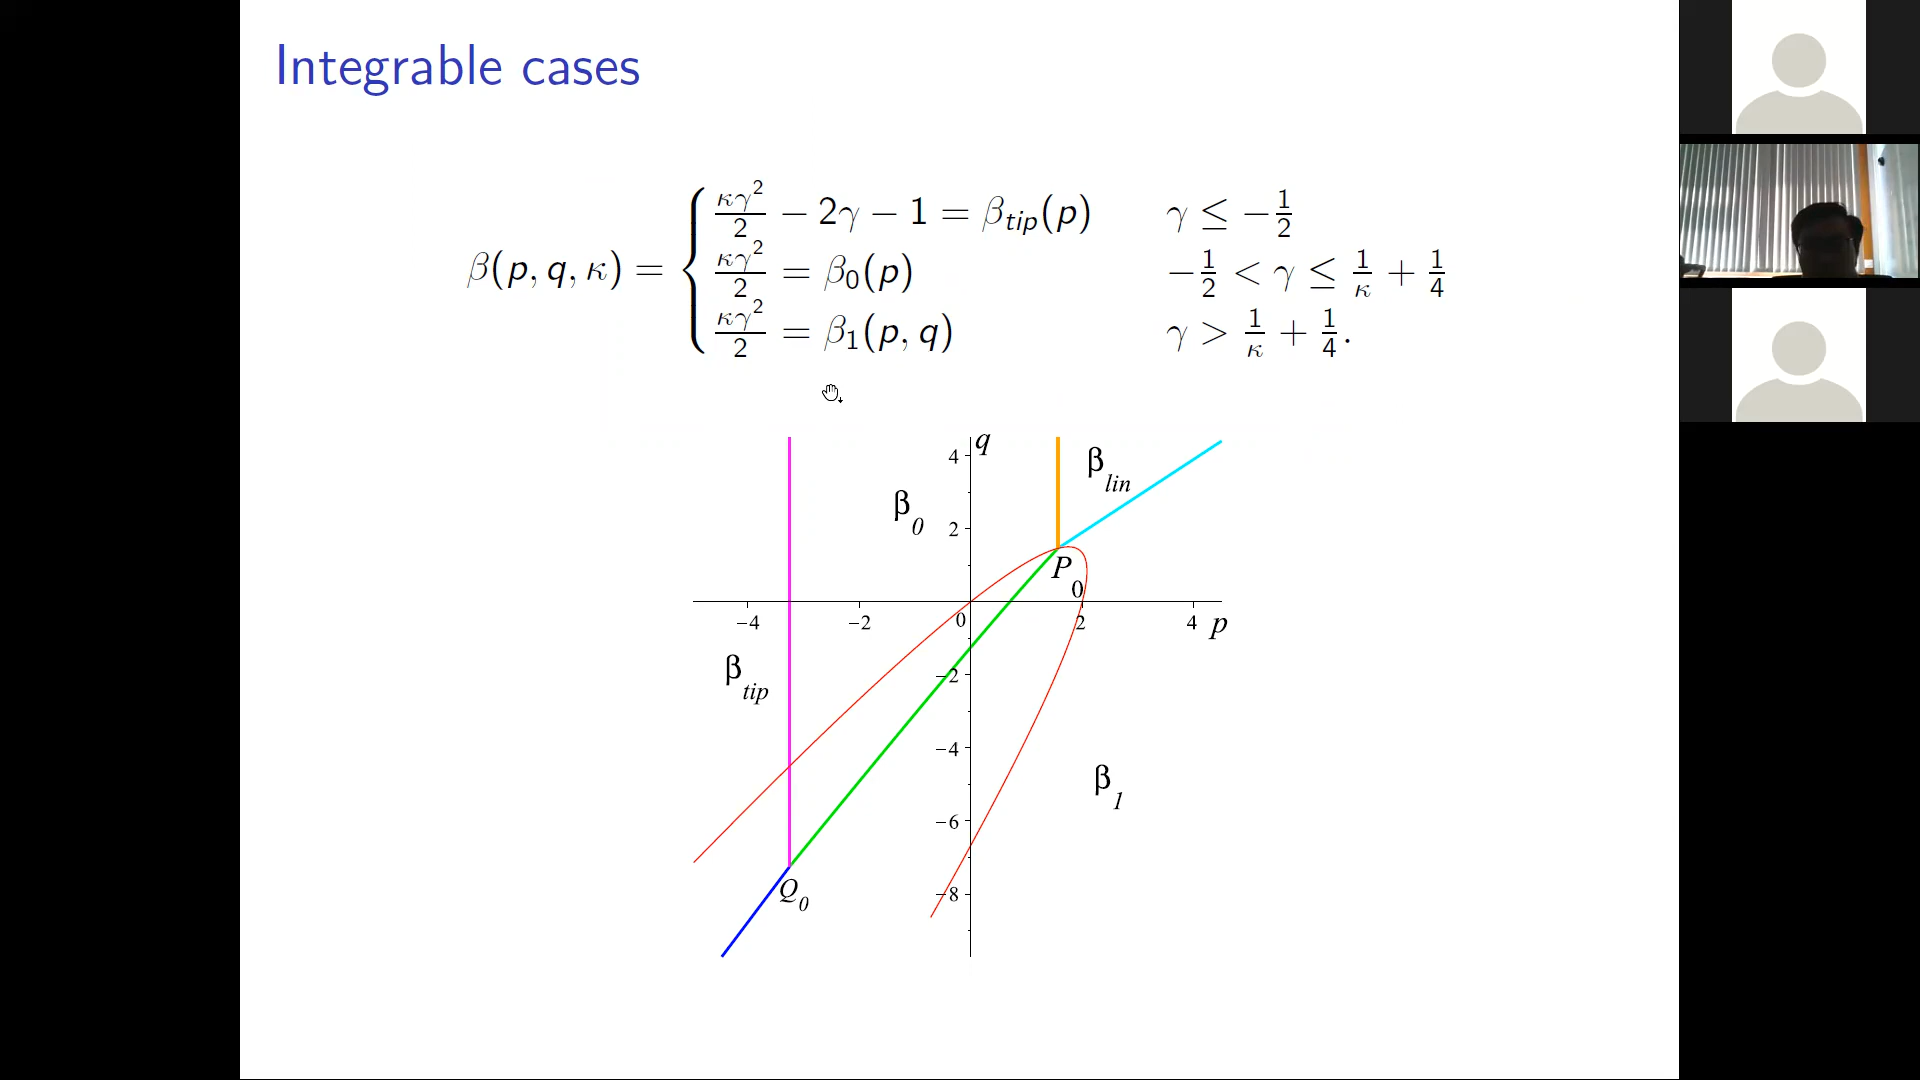 Integrable cases
β(p, q, κ) = { κγ²/2 − 2γ − 1 = β_tip(p)   γ ≤ −1/2
κγ²/2 = β₀(p)   −1/2 < γ ≤ 1/κ + 1/4
κγ²/2 = β₁(p, q)   γ > 1/κ + 1/4.
q
4
β_lin
β_0
2
P_0
−4 −2 0 2 4 p
β_tip
−2
−4
β_1
−6
Q_0
−8